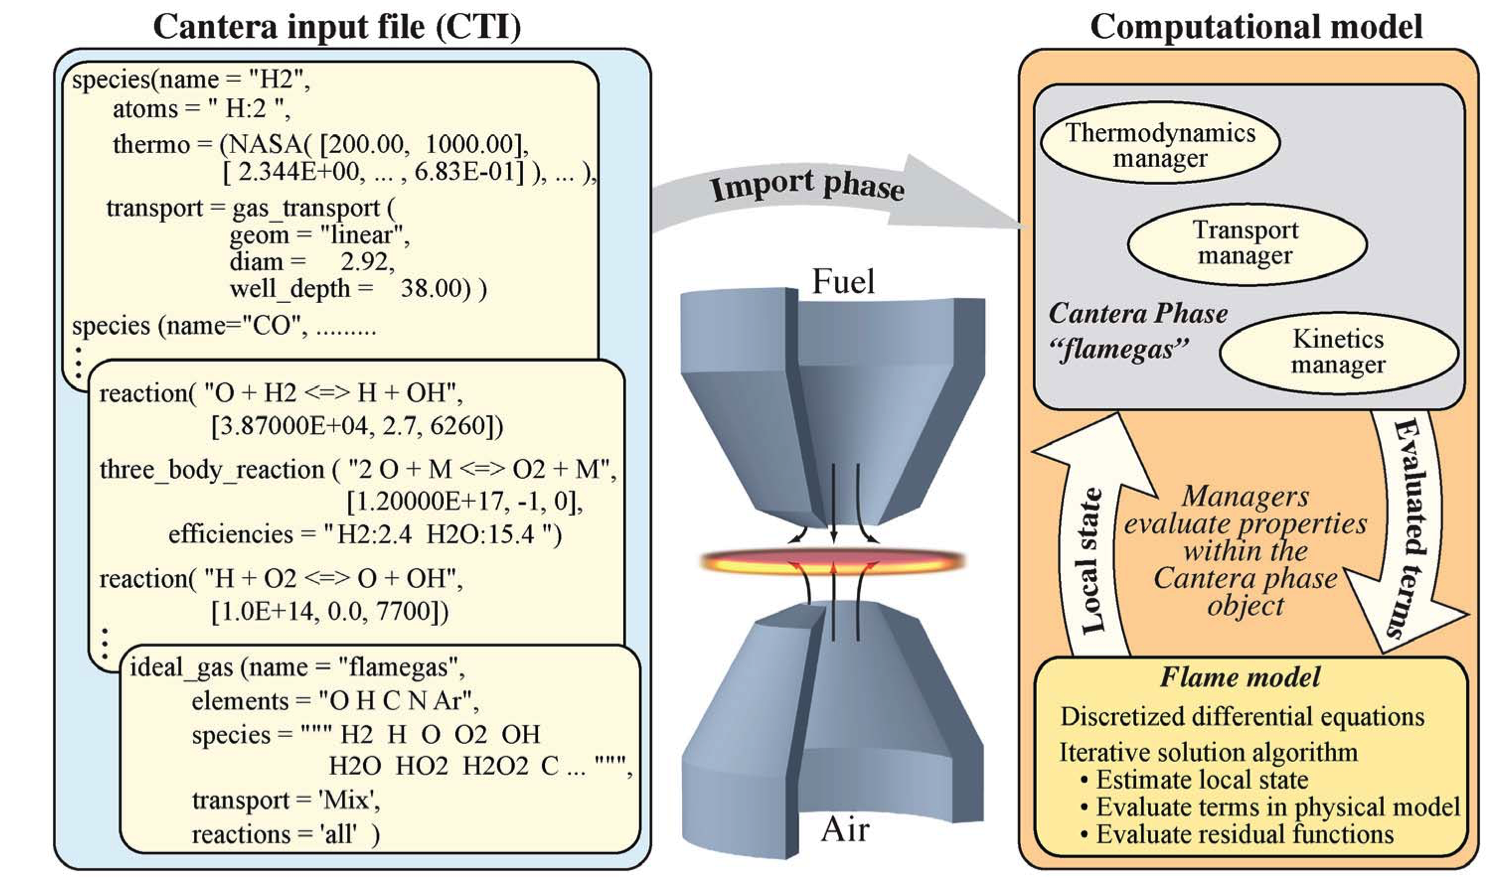 Cantera input file (CTI)
species(name = "H2",
atoms = " H:2 ",
thermo = (NASA( [200.00, 1000.00],
[ 2.344E+00, ... , 6.83E-01] ), ... ),
transport = gas_transport (
geom = "linear",
diam = 2.92,
well_depth = 38.00) )
species (name="CO", .........
reaction( "O + H2 <=> H + OH",
[3.87000E+04, 2.7, 6260])
three_body_reaction ( "2 O + M <=> O2 + M",
[1.20000E+17, -1, 0],
efficiencies = " H2:2.4 H2O:15.4 ")
reaction( "H + O2 <=> O + OH",
[1.0E+14, 0.0, 7700])
ideal_gas (name = "flamegas",
elements = "O H C N Ar",
species = """ H2 H O O2 OH
H2O HO2 H2O2 C ... """,
transport = 'Mix',
reactions = 'all' )
Import phase
Fuel
Air
Computational model
Thermodynamics
manager
Transport
manager
Cantera Phase
“flamegas”
Kinetics
manager
Local state
Managers
evaluate properties
within the
Cantera phase
object
Evaluated terms
Flame model
Discretized differential equations
Iterative solution algorithm
• Estimate local state
• Evaluate terms in physical model
• Evaluate residual functions